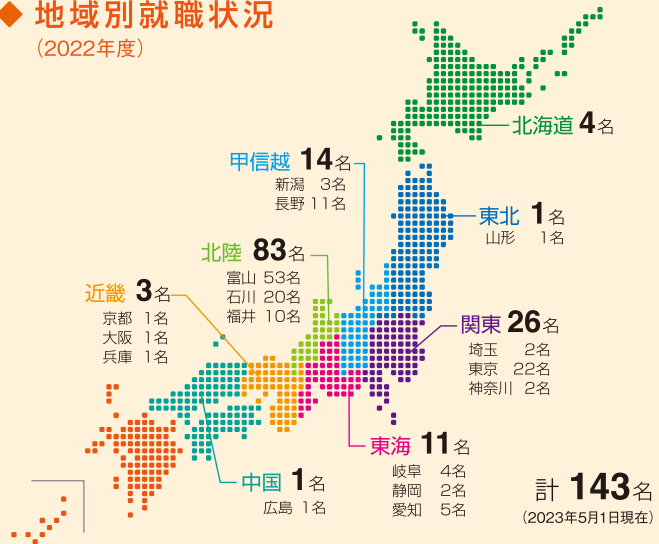 ◆ 地域別就職状況
（2022年度）
北海道 4名
甲信越 14名
新潟 3名
長野 11名
東北 1名
山形 1名
北陸 83名
富山 53名
石川 20名
福井 10名
近畿 3名
京都 1名
大阪 1名
兵庫 1名
関東 26名
埼玉 2名
東京 22名
神奈川 2名
東海 11名
岐阜 4名
静岡 2名
愛知 5名
中国 1名
広島 1名
計 143名
（2023年5月1日現在）